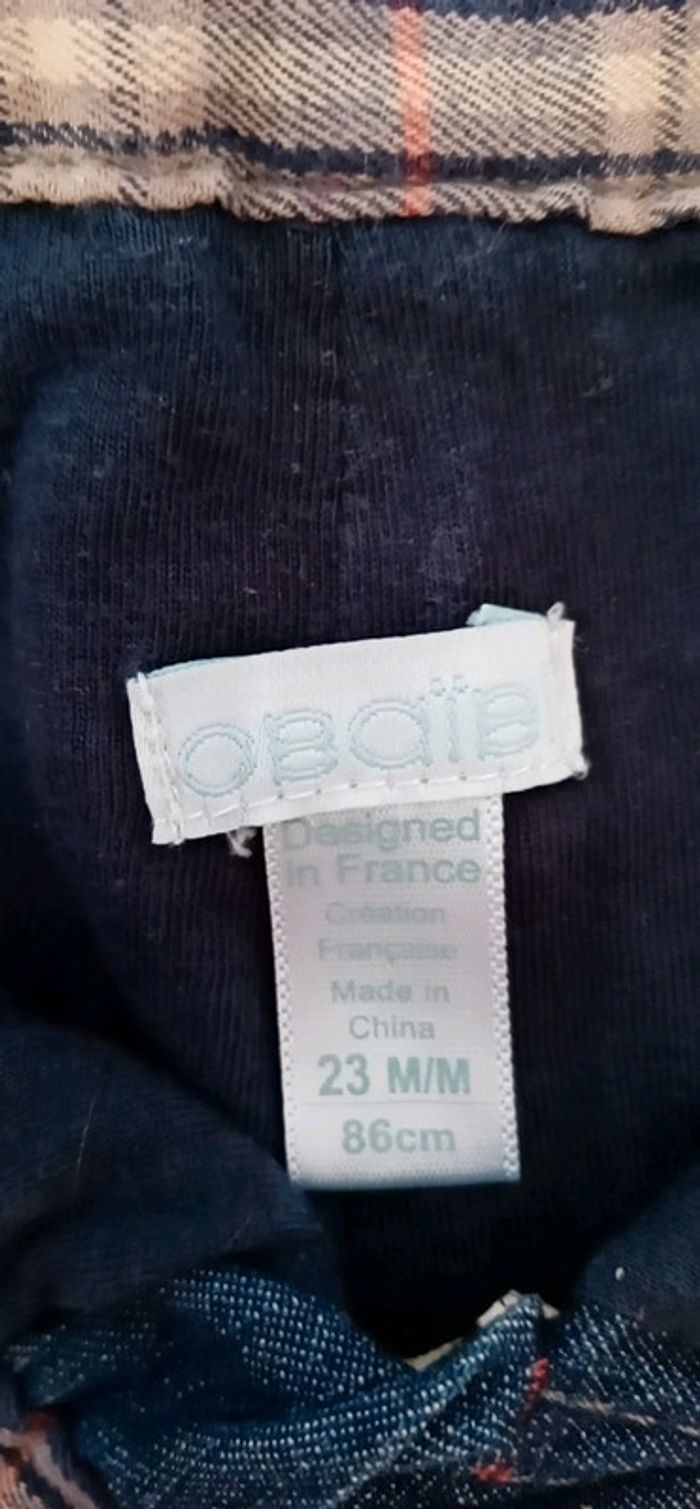 OBaïBi
Designed
in France
Création
Française
Made in
China
23 M/M
86cm